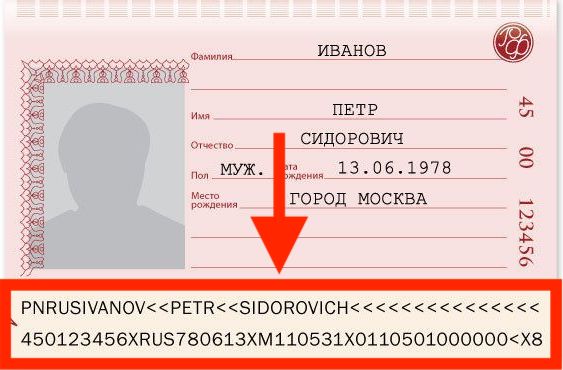 Фамилия ИВАНОВ
Имя ПЕТР
Отчество СИДОРОВИЧ
Пол МУЖ. ата рождения 13.06.1978
Место рождения ГОРОД МОСКВА
45 00 123456
PNRUSIVANOV<<PETR<<SIDOROVICH<<<<<<<<<<<<<<<
450123456XRUS780613XM110531X0110501000000<X8